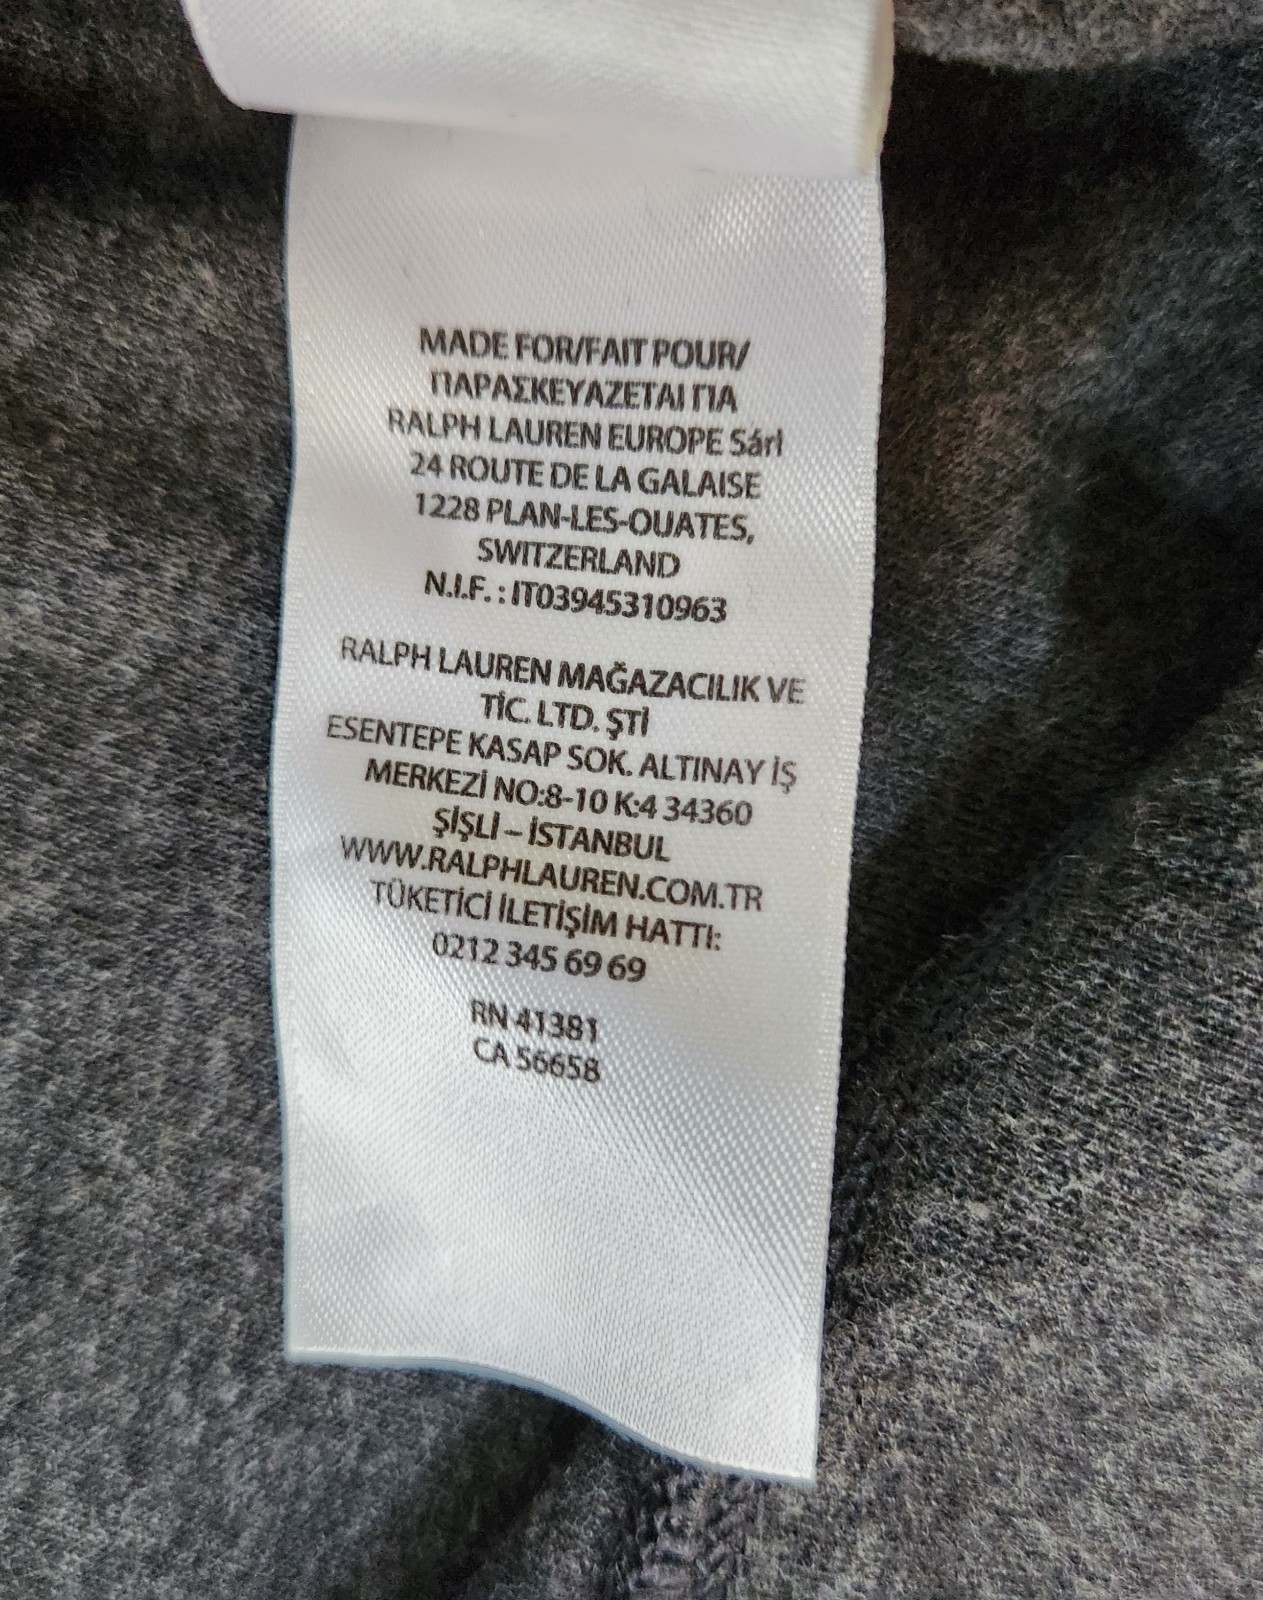 MADE FOR/FAIT POUR/
ΠΑΡΑΣΚΕΥΑΖΕΤΑΙ ΓΙΑ
RALPH LAUREN EUROPE Sárl
24 ROUTE DE LA GALAISE
1228 PLAN-LES-OUATES,
SWITZERLAND
N.I.F. : IT03945310963
RALPH LAUREN MAĞAZACILIK VE
TİC. LTD. ŞTİ
ESENTEPE KASAP SOK. ALTINAY İŞ
MERKEZİ NO:8-10 K:4 34360
ŞİŞLİ – İSTANBUL
WWW.RALPHLAUREN.COM.TR
TÜKETİCİ İLETİŞİM HATTI:
0212 345 69 69
RN 41381
CA 56658